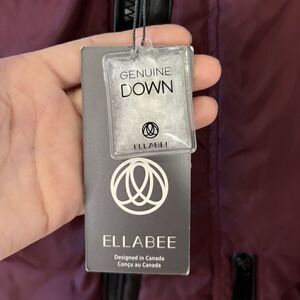 GENUINE
DOWN
ELLABEE
ELLABEE
Designed in Canada
Conçu au Canada